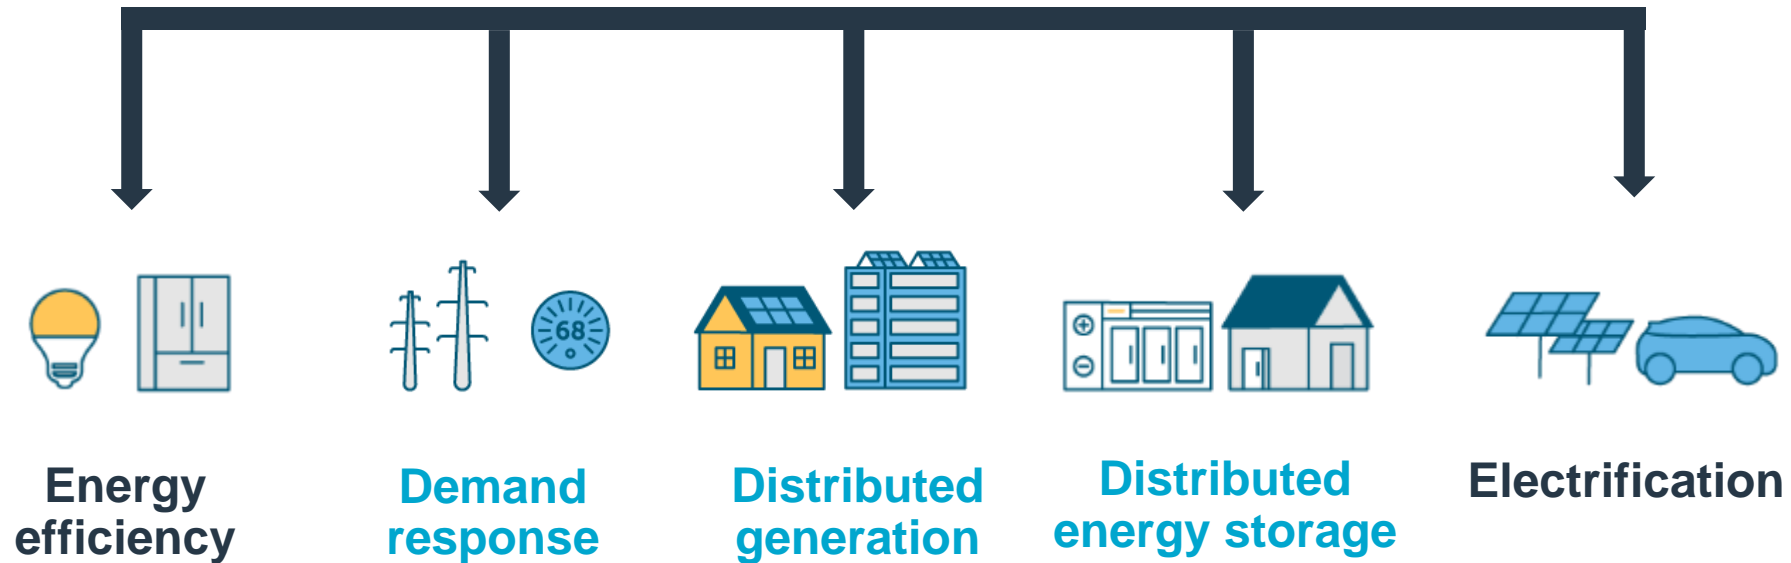 68
Energy
efficiency
Demand
response
Distributed
generation
Distributed
energy storage
Electrification